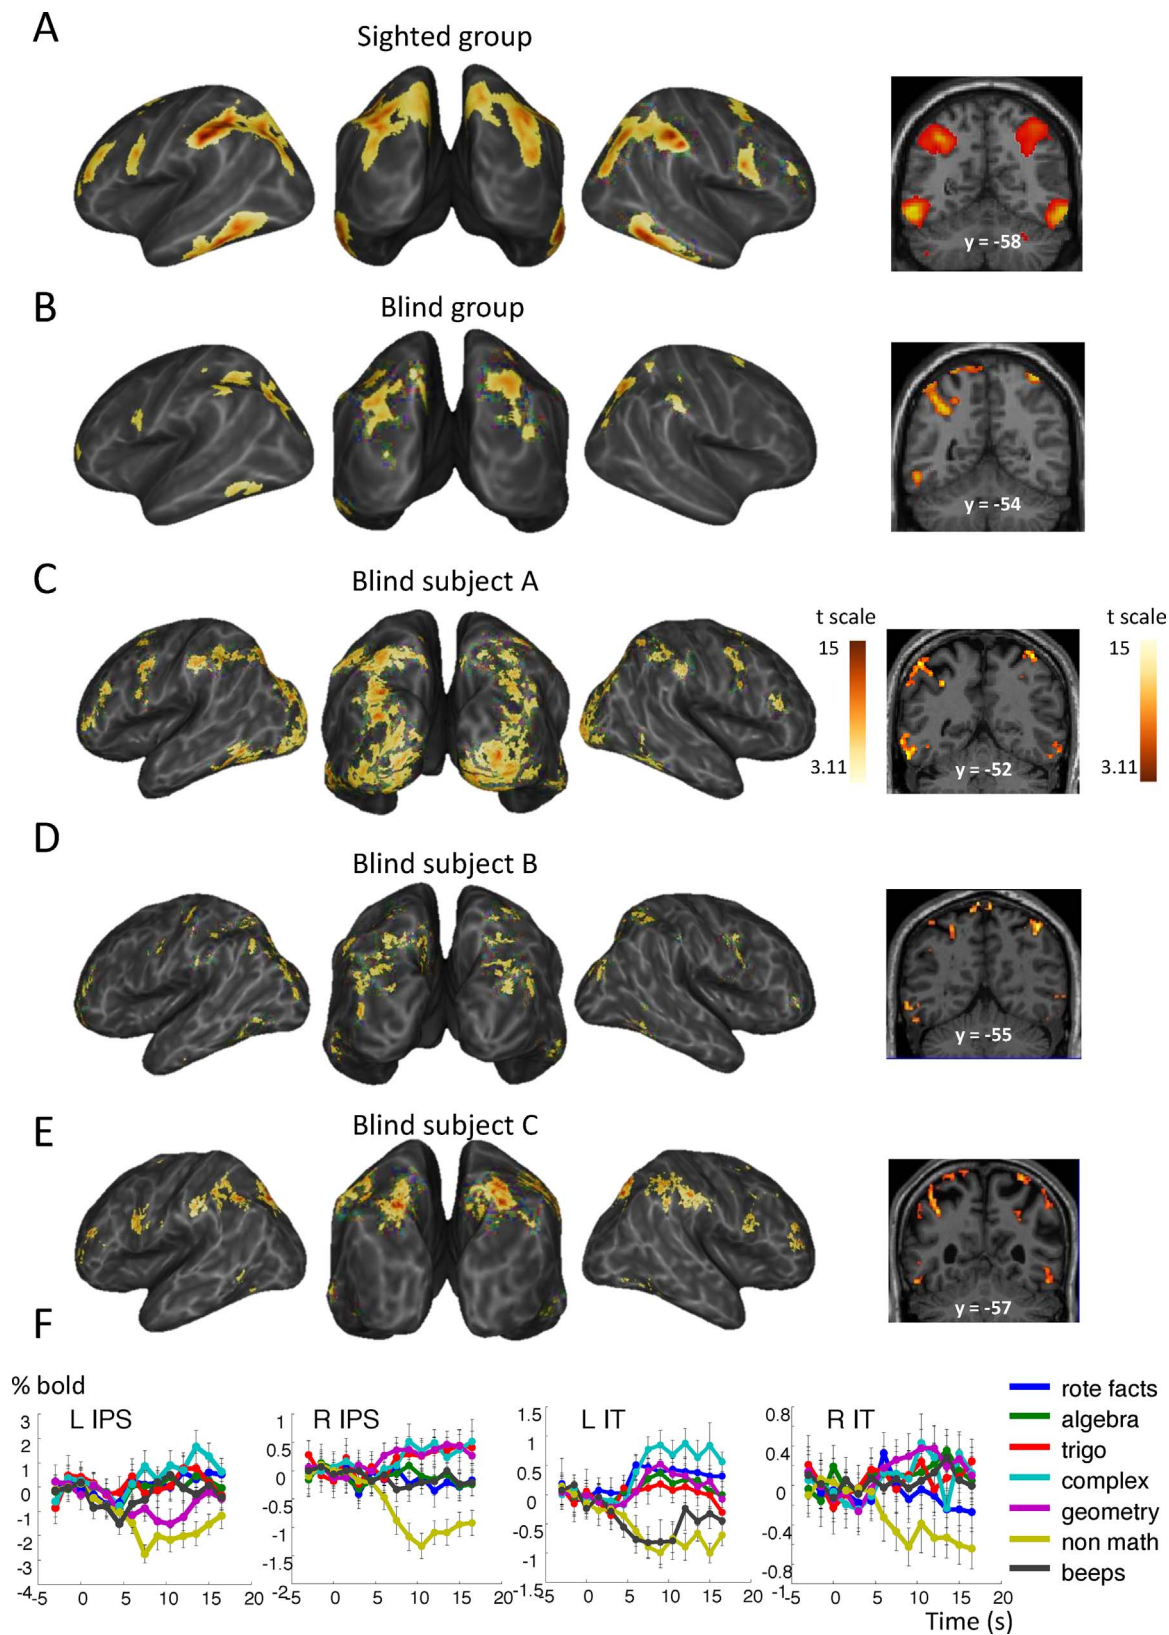 A
Sighted group
y = -58
B
Blind group
y = -54
C
Blind subject A
t scale
15
3.11
y = -52
t scale
15
3.11
D
Blind subject B
y = -55
E
Blind subject C
y = -57
F
% bold
L IPS
3
2
1
0
-1
-2
-3
-4
-5 0 5 10 15 20
R IPS
1
0.5
0
-0.5
-1
-1.5
-2
-5 0 5 10 15 20
L IT
1.5
1
0.5
0
-0.5
-1
-1.5
-5 0 5 10 15 20
R IT
0.8
0.4
0
-0.4
-0.8
-1
-5 0 5 10 15 20
Time (s)
rote facts
algebra
trigo
complex
geometry
non math
beeps